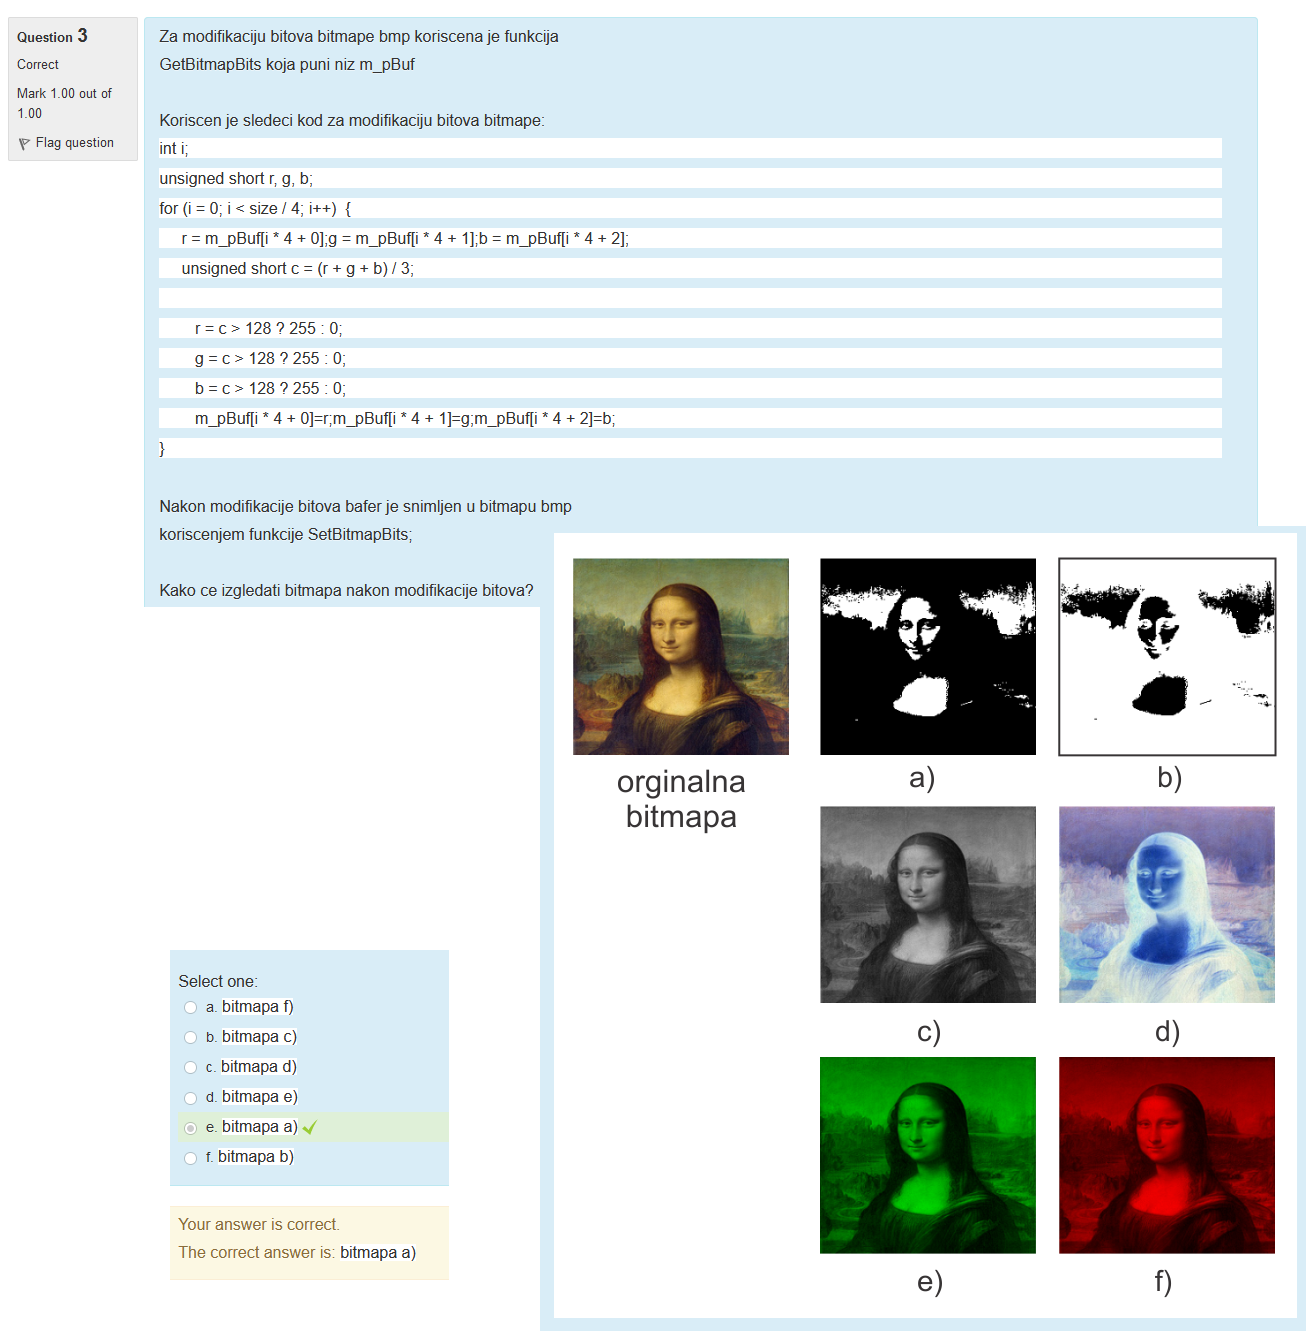 Question 3
Correct
Mark 1.00 out of
1.00
Flag question
Za modifikaciju bitova bitmape bmp koriscena je funkcija
GetBitmapBits koja puni niz m_pBuf
Koriscen je sledeci kod za modifikaciju bitova bitmape:
int i;
unsigned short r, g, b;
for (i = 0; i < size / 4; i++)  {
r = m_pBuf[i * 4 + 0];g = m_pBuf[i * 4 + 1];b = m_pBuf[i * 4 + 2];
unsigned short c = (r + g + b) / 3;
r = c > 128 ? 255 : 0;
g = c > 128 ? 255 : 0;
b = c > 128 ? 255 : 0;
m_pBuf[i * 4 + 0]=r;m_pBuf[i * 4 + 1]=g;m_pBuf[i * 4 + 2]=b;
}
Nakon modifikacije bitova bafer je snimljen u bitmapu bmp
koriscenjem funkcije SetBitmapBits;
Kako ce izgledati bitmapa nakon modifikacije bitova?
orginalna
bitmapa
a)
b)
c)
d)
e)
f)
Select one:
a. bitmapa f)
b. bitmapa c)
c. bitmapa d)
d. bitmapa e)
e. bitmapa a)
f. bitmapa b)
Your answer is correct.
The correct answer is: bitmapa a)